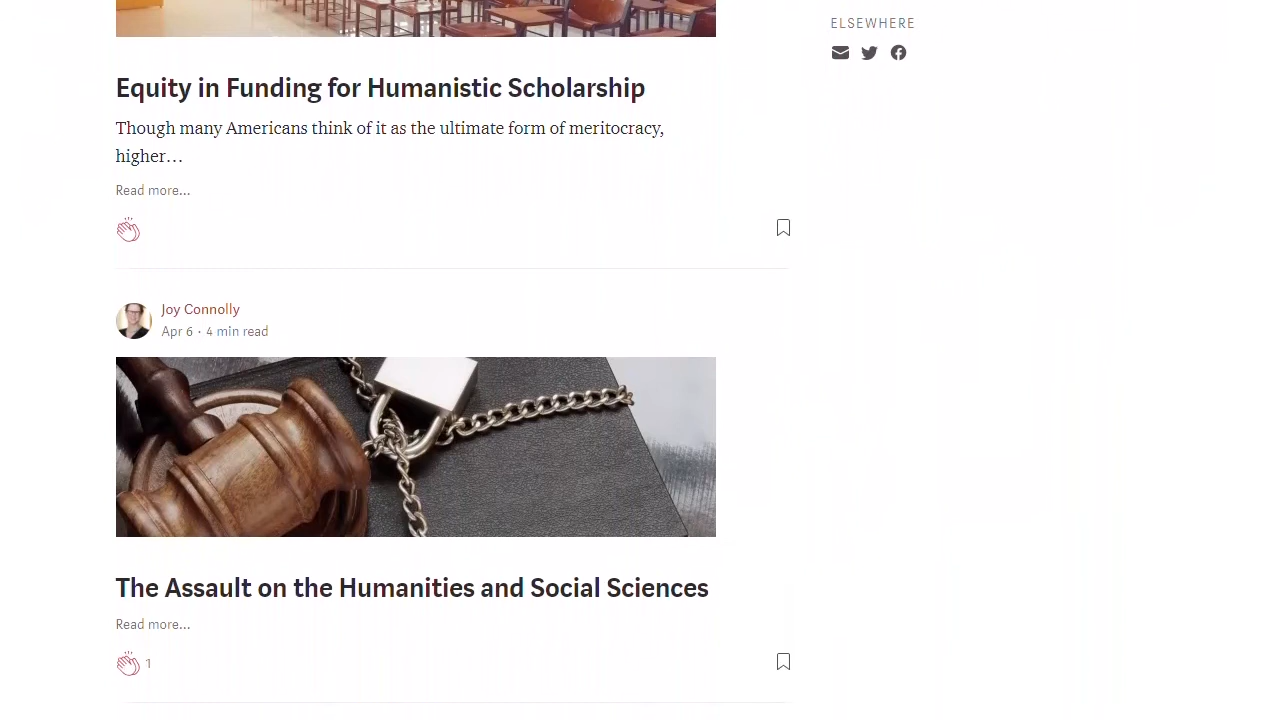 ELSEWHERE
Equity in Funding for Humanistic Scholarship
Though many Americans think of it as the ultimate form of meritocracy,
higher…
Read more...
Joy Connolly
Apr 6 · 4 min read
The Assault on the Humanities and Social Sciences
Read more...
1